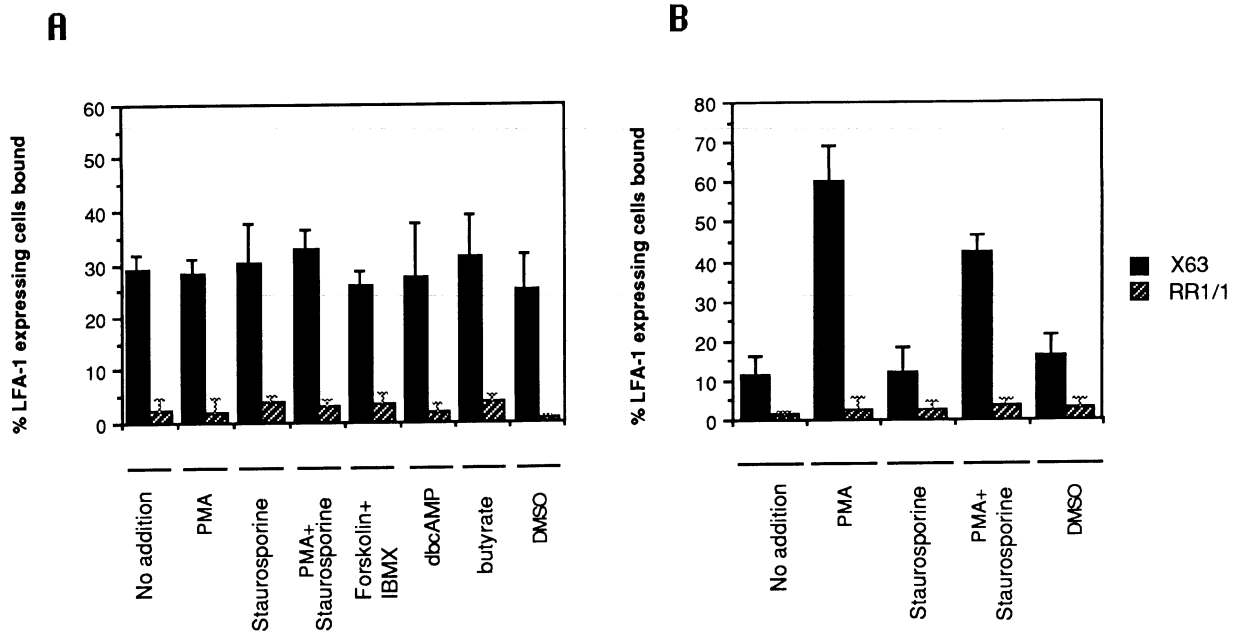 A
60
50
40
30
20
10
0
% LFA-1 expressing cells bound
No addition
PMA
Staurosporine
PMA+
Staurosporine
Forskolin+
IBMX
dbcAMP
butyrate
DMSO
B
80
70
60
50
40
30
20
10
0
% LFA-1 expressing cells bound
No addition
PMA
Staurosporine
PMA+
Staurosporine
DMSO
X63
RR1/1